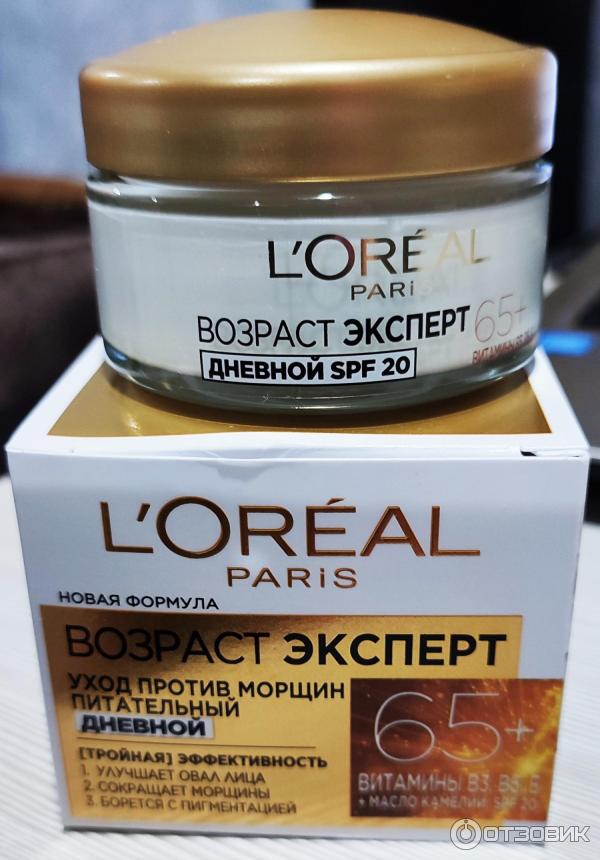 L'ORÉAL
PARiS
ВОЗРАСТ ЭКСПЕРТ
65+
ДНЕВНОЙ SPF 20
ВИТАМИНЫ
L'ORÉAL
PARiS
НОВАЯ ФОРМУЛА
ВОЗРАСТ ЭКСПЕРТ
УХОД ПРОТИВ МОРЩИН
ПИТАТЕЛЬНЫЙ
ДНЕВНОЙ
[ТРОЙНАЯ] ЭФФЕКТИВНОСТЬ
1. УЛУЧШАЕТ ОВАЛ ЛИЦА
2. СОКРАЩАЕТ МОРЩИНЫ
3. БОРЕТСЯ С ПИГМЕНТАЦИЕЙ
65+
ВИТАМИНЫ B3, B5, E
+ МАСЛО КАМЕЛИИ. SPF 20
ОТЗОВИК